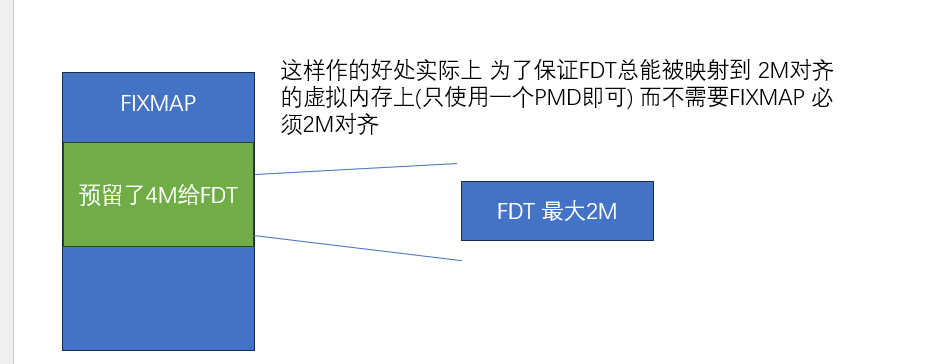 这样作的好处实际上 为了保证FDT总能被映射到 2M对齐
的虚拟内存上(只使用一个PMD即可) 而不需要FIXMAP 必
须2M对齐
FIXMAP
预留了4M给FDT
FDT 最大2M